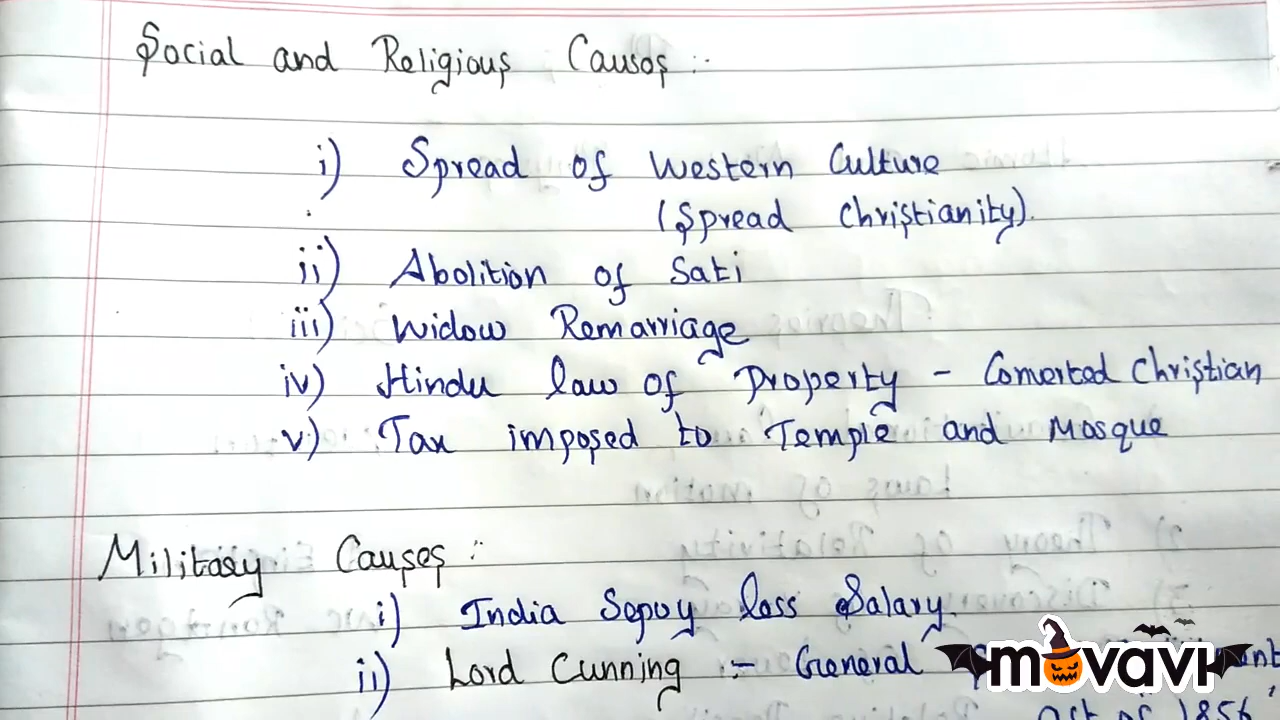 Social and Religious Causes :-
i) Spread of Western Culture
(Spread Christianity).
ii) Abolition of Sati
iii) Widow Remarriage
iv) Hindu law of Property - Converted Christian
v) Tax imposed to Temple and Mosque
Military Causes :-
i) India Sepoy less Salary.
ii) Lord Cunning :- General
act of 1856
movavi